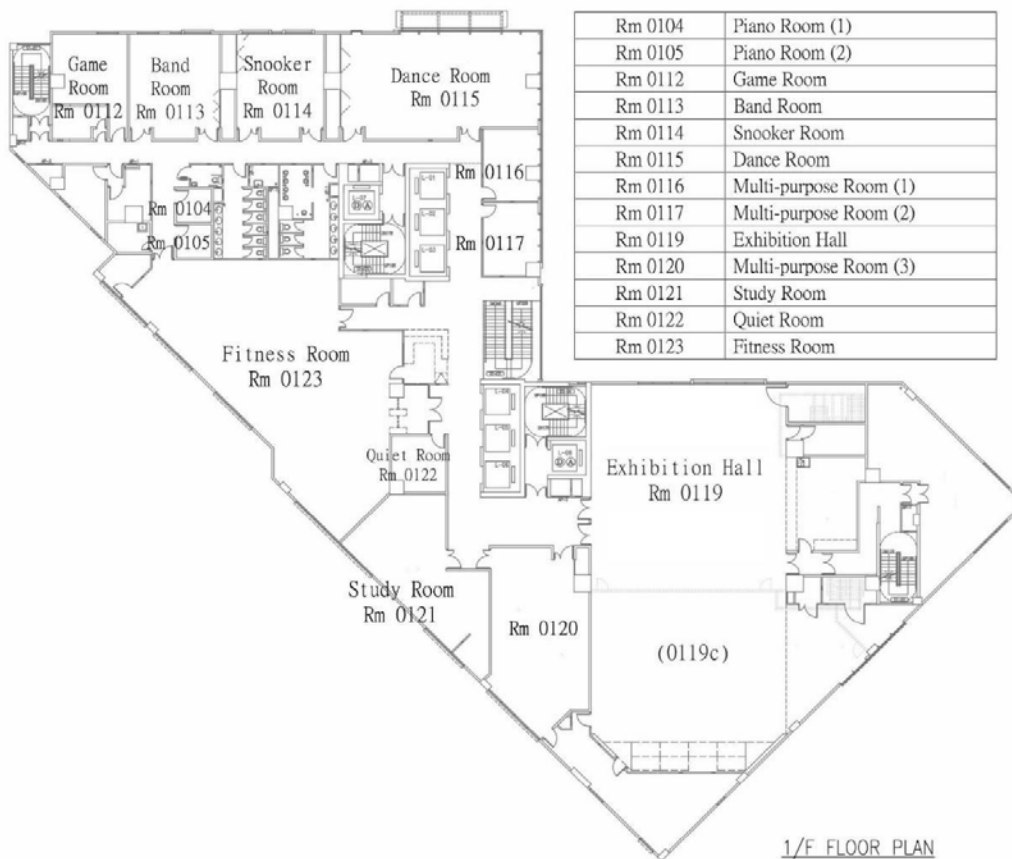 Rm 0104 Piano Room (1)
Rm 0105 Piano Room (2)
Rm 0112 Game Room
Rm 0113 Band Room
Rm 0114 Snooker Room
Rm 0115 Dance Room
Rm 0116 Multi-purpose Room (1)
Rm 0117 Multi-purpose Room (2)
Rm 0119 Exhibition Hall
Rm 0120 Multi-purpose Room (3)
Rm 0121 Study Room
Rm 0122 Quiet Room
Rm 0123 Fitness Room
Game
Room
Rm 0112
Band
Room
Rm 0113
Snooker
Room
Rm 0114
Dance Room
Rm 0115
Rm 0116
Rm 0104
Rm 0105
Rm 0117
L-01
L-02
L-03
Fitness Room
Rm 0123
Quiet Room
Rm 0122
Exhibition Hall
Rm 0119
Study Room
Rm 0121
Rm 0120
(0119c)
1/F FLOOR PLAN